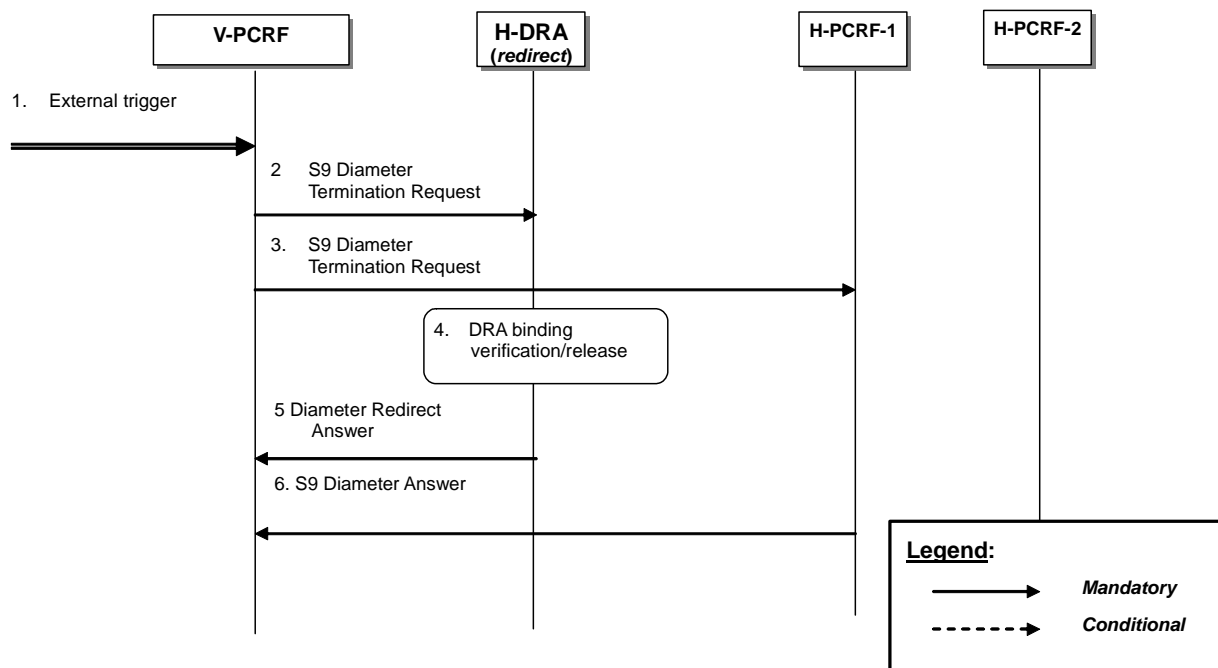 V-PCRF
H-DRA
(redirect)
H-PCRF-1
H-PCRF-2
1. External trigger
2 S9 Diameter
Termination Request
3. S9 Diameter
Termination Request
4. DRA binding
verification/release
5 Diameter Redirect
Answer
6. S9 Diameter Answer
Legend:
Mandatory
Conditional